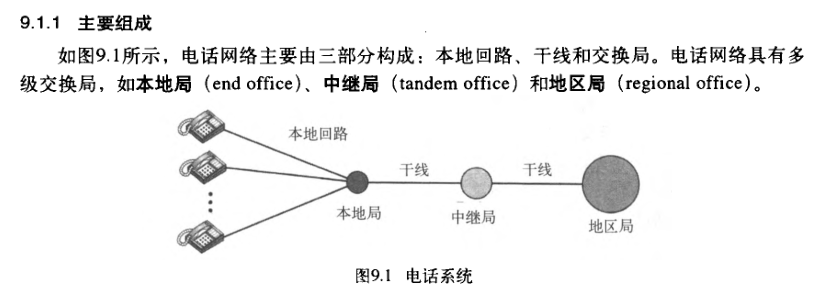 9.1.1 主要组成
如图9.1所示，电话网络主要由三部分构成：本地回路、干线和交换局。电话网络具有多
级交换局，如本地局（end office）、中继局（tandem office）和地区局（regional office）。
本地回路
干线
干线
本地局
中继局
地区局
图9.1 电话系统